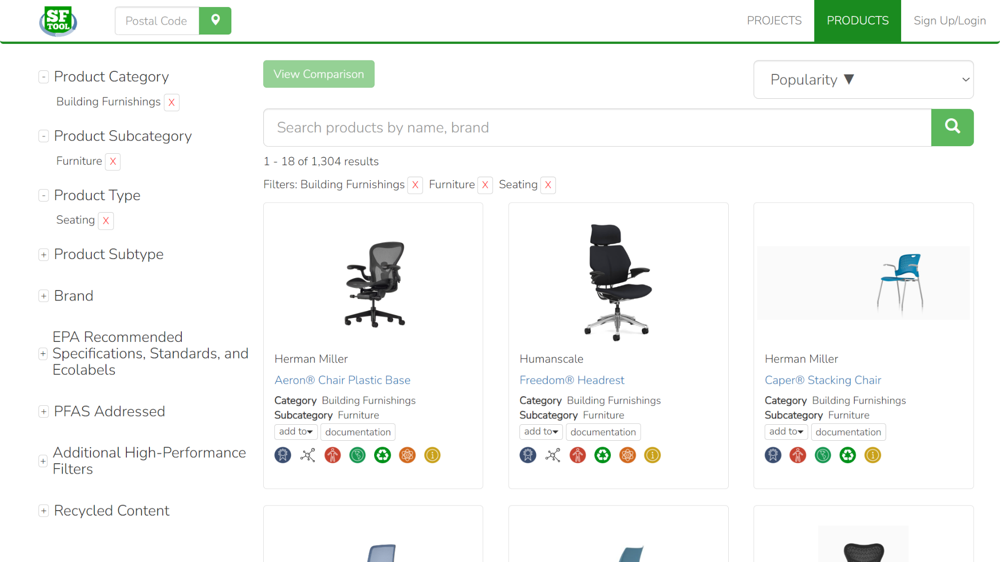 SF
TOOL
Postal Code
PROJECTS
PRODUCTS
Sign Up/Login
- Product Category
Building Furnishings X
- Product Subcategory
Furniture X
- Product Type
Seating X
+ Product Subtype
+ Brand
EPA Recommended
+ Specifications, Standards, and
Ecolabels
+ PFAS Addressed
Additional High-Performance
+ Filters
+ Recycled Content
View Comparison
Popularity ▼
Search products by name, brand
1 - 18 of 1,304 results
Filters: Building Furnishings X Furniture X Seating X
Herman Miller
Aeron® Chair Plastic Base
Category Building Furnishings
Subcategory Furniture
add to documentation
Humanscale
Freedom® Headrest
Category Building Furnishings
Subcategory Furniture
add to documentation
Herman Miller
Caper® Stacking Chair
Category Building Furnishings
Subcategory Furniture
add to documentation